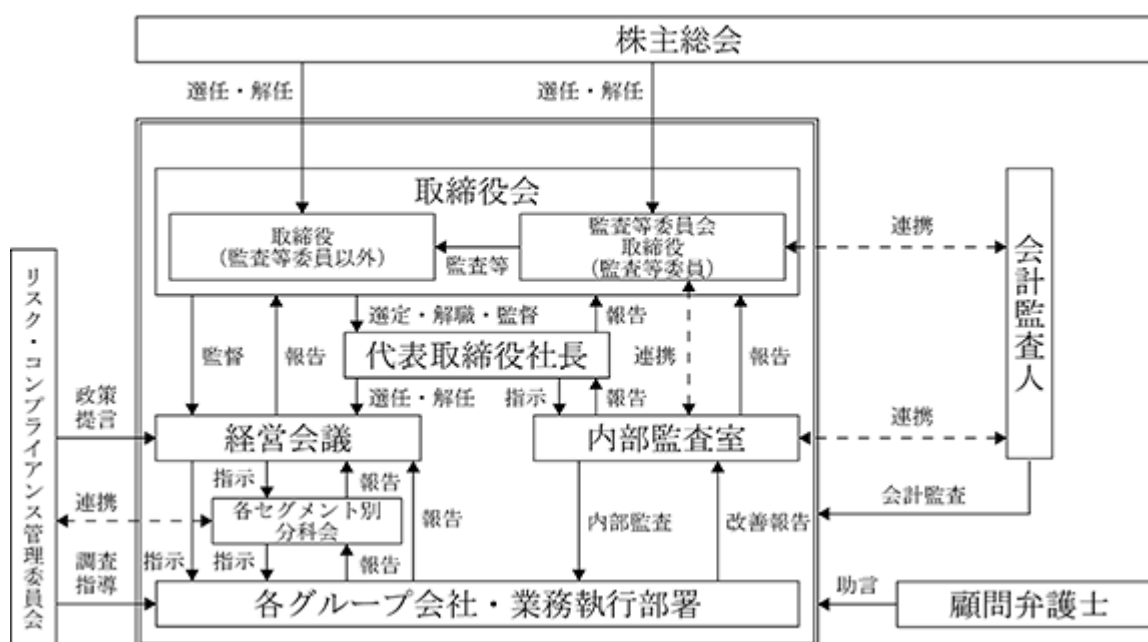 株主総会
選任・解任
選任・解任
取締役会
取締役
(監査等委員以外)
監査等
監査等委員会
取締役
(監査等委員)
連携
会計監査人
リスク・コンプライアンス管理委員会
監督
報告
選定・解職・監督
報告
代表取締役社長
連携
報告
政策
提言
選任・解任
指示
報告
経営会議
内部監査室
連携
指示
報告
連携
各セグメント別
分科会
報告
内部監査
改善報告
会計監査
調査
指導
指示
指示
報告
各グループ会社・業務執行部署
助言
顧問弁護士